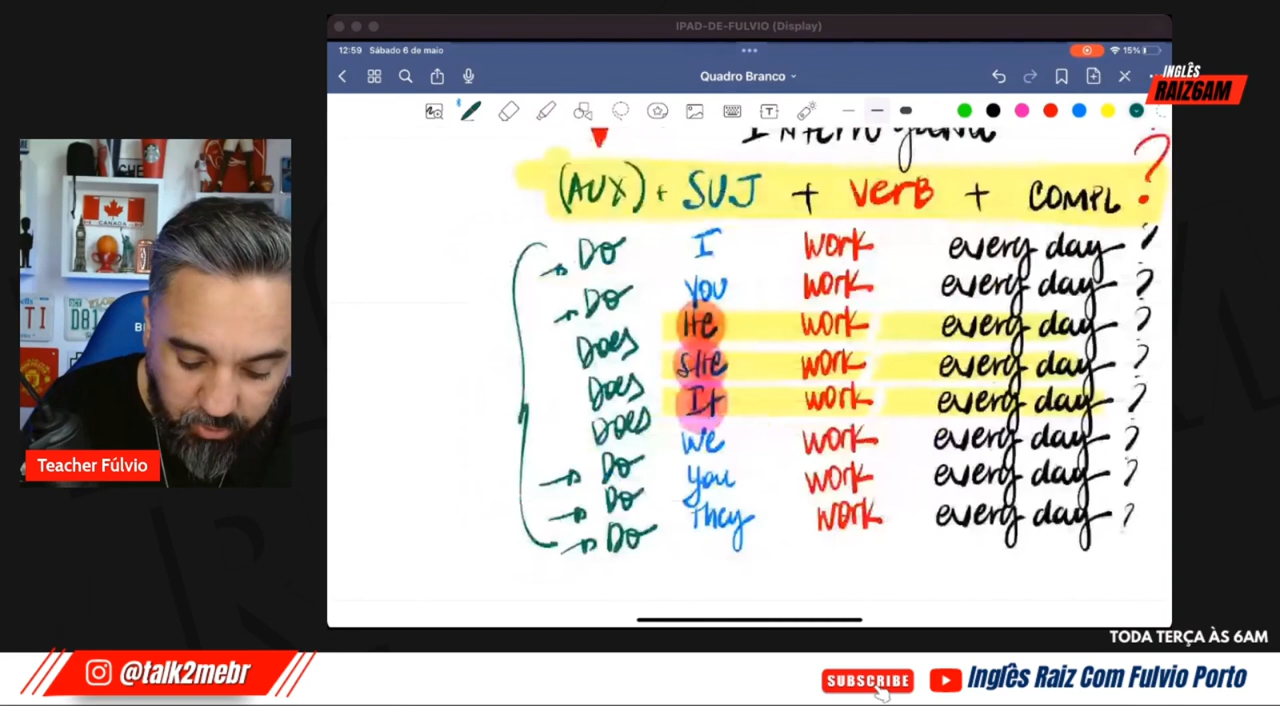 IPAD-DE-FULVIO (Display)
12:59 Sábado 6 de maio
15%
Quadro Branco
INGLÊS
RAIZ6AM
Interrogativa
(AUX) + SUJ + VERB + COMPL ?
Do I work every day ?
Do you work every day ?
Does He work every day ?
Does She work every day ?
Does It work every day ?
Do we work every day ?
Do you work every day ?
Do They work every day ?
CANADA
Teacher Fúlvio
TODA TERÇA ÀS 6AM
@talk2mebr
SUBSCRIBE
Inglês Raiz Com Fulvio Porto